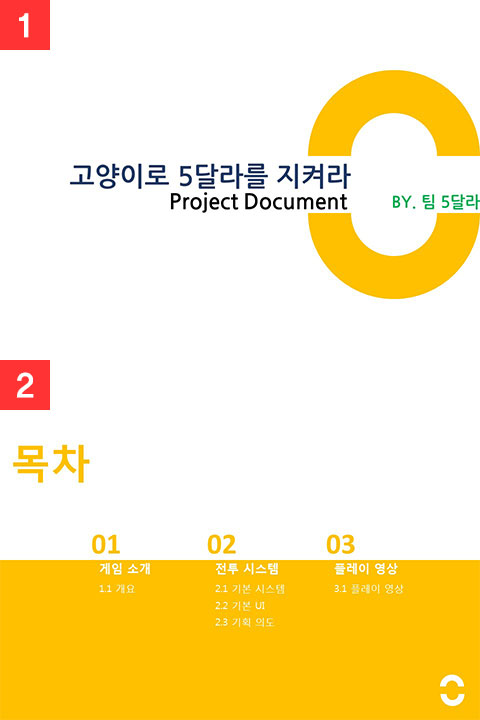 1
고양이로 5달라를 지켜라
Project Document
BY. 팀 5달라
2
목차
01
게임 소개
1.1 개요
02
전투 시스템
2.1 기본 시스템
2.2 기본 UI
2.3 기획 의도
03
플레이 영상
3.1 플레이 영상